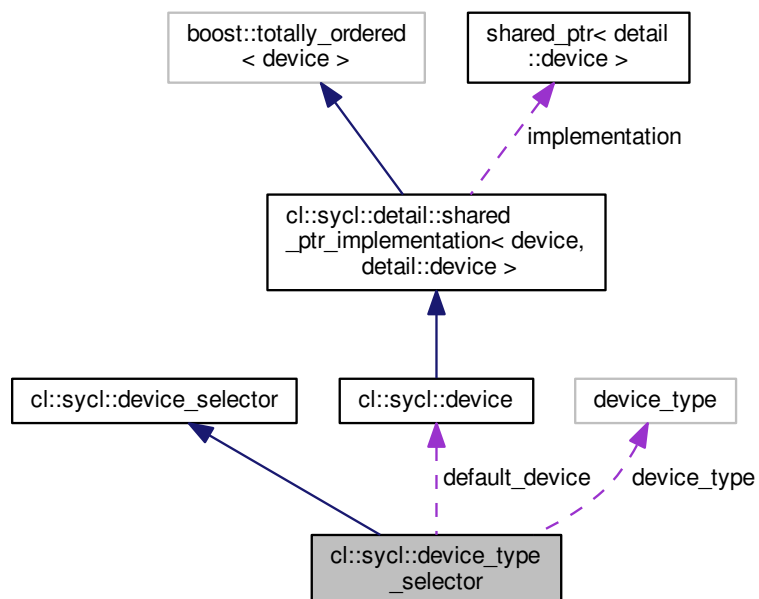 boost::totally_ordered
< device >
shared_ptr< detail
::device >
implementation
cl::sycl::detail::shared
_ptr_implementation< device,
detail::device >
cl::sycl::device_selector
cl::sycl::device
device_type
default_device
device_type
cl::sycl::device_type
_selector